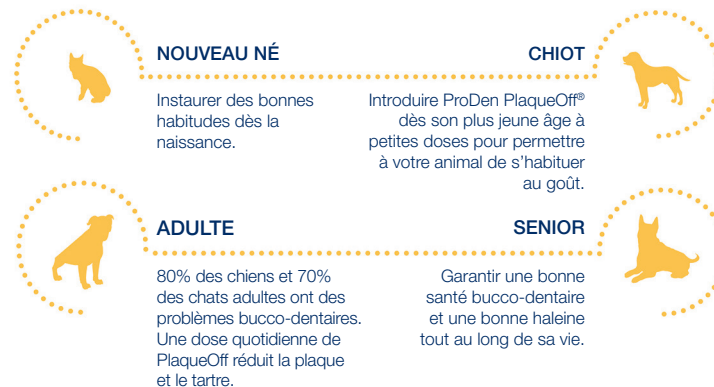 NOUVEAU NÉ
Instaurer des bonnes
habitudes dès la
naissance.
CHIOT
Introduire ProDen PlaqueOff®
dès son plus jeune âge à
petites doses pour permettre
à votre animal de s’habituer
au goût.
ADULTE
80% des chiens et 70%
des chats adultes ont des
problèmes bucco-dentaires.
Une dose quotidienne de
PlaqueOff réduit la plaque
et le tartre.
SENIOR
Garantir une bonne
santé bucco-dentaire
et une bonne haleine
tout au long de sa vie.